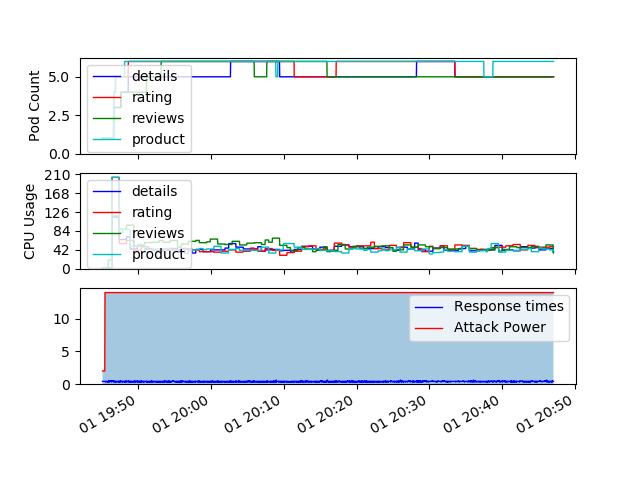 Pod Count
5.0
2.5
0.0
details
rating
reviews
product
CPU Usage
210
168
126
84
42
0
details
rating
reviews
product
10
5
0
Response times
Attack Power
01 19:50
01 20:00
01 20:10
01 20:20
01 20:30
01 20:40
01 20:50